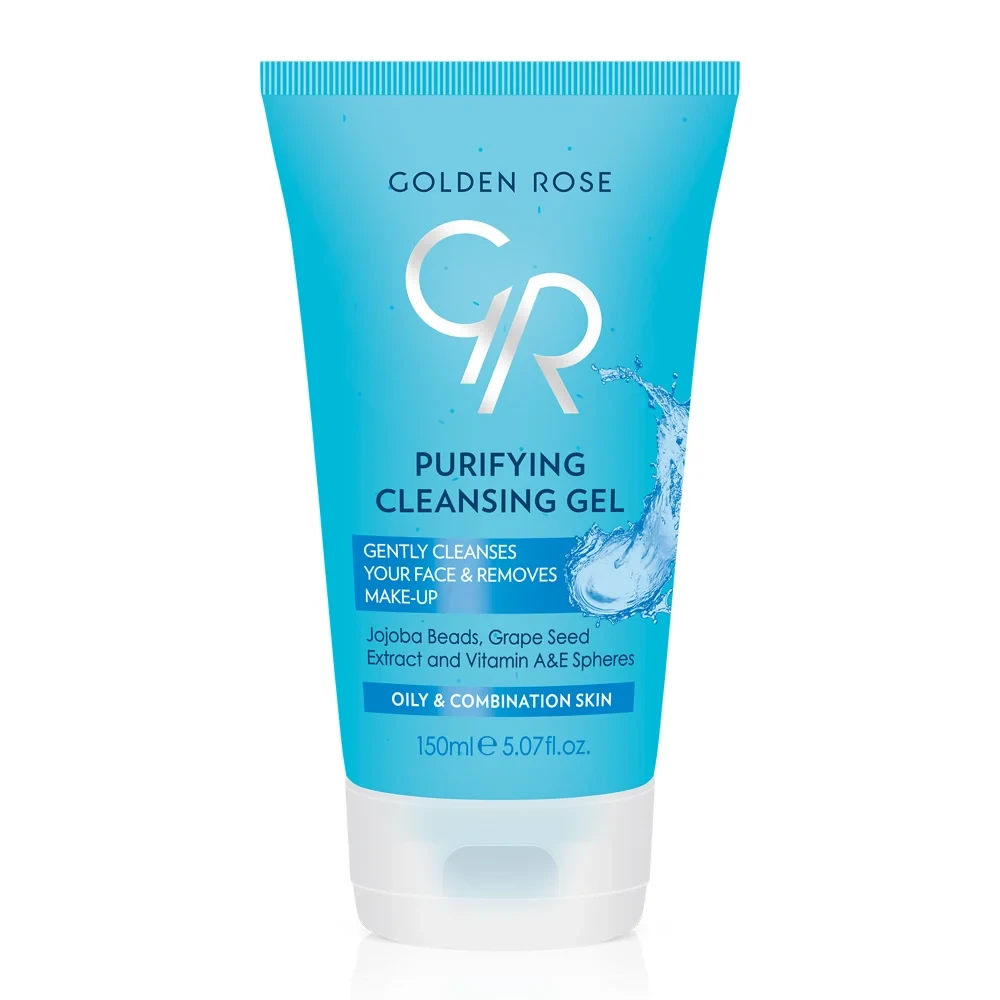 GOLDEN ROSE
GR
PURIFYING
CLEANSING GEL
GENTLY CLEANSES
YOUR FACE & REMOVES
MAKE-UP
Jojoba Beads, Grape Seed
Extract and Vitamin A&E Spheres
OILY & COMBINATION SKIN
150ml ℮ 5.07fl.oz.